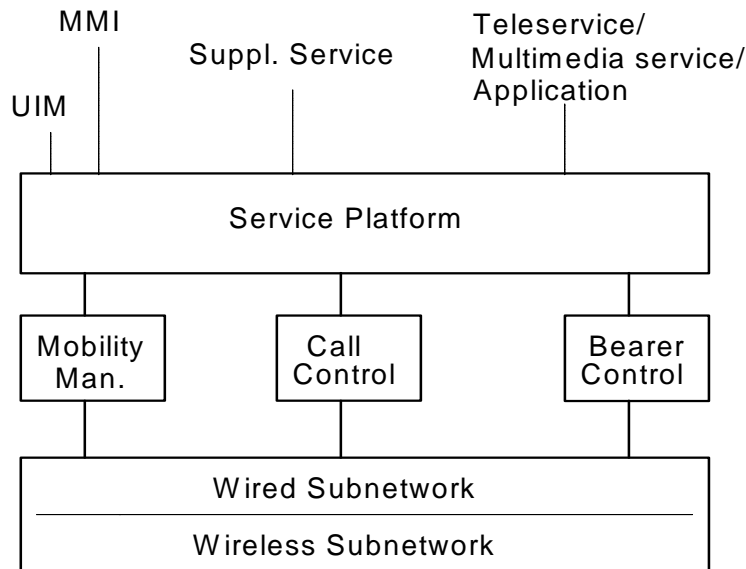 MMI
UIM
Suppl. Service
Teleservice/
Multimedia service/
Application
Service Platform
Mobility
Man.
Call
Control
Bearer
Control
Wired Subnetwork
Wireless Subnetwork